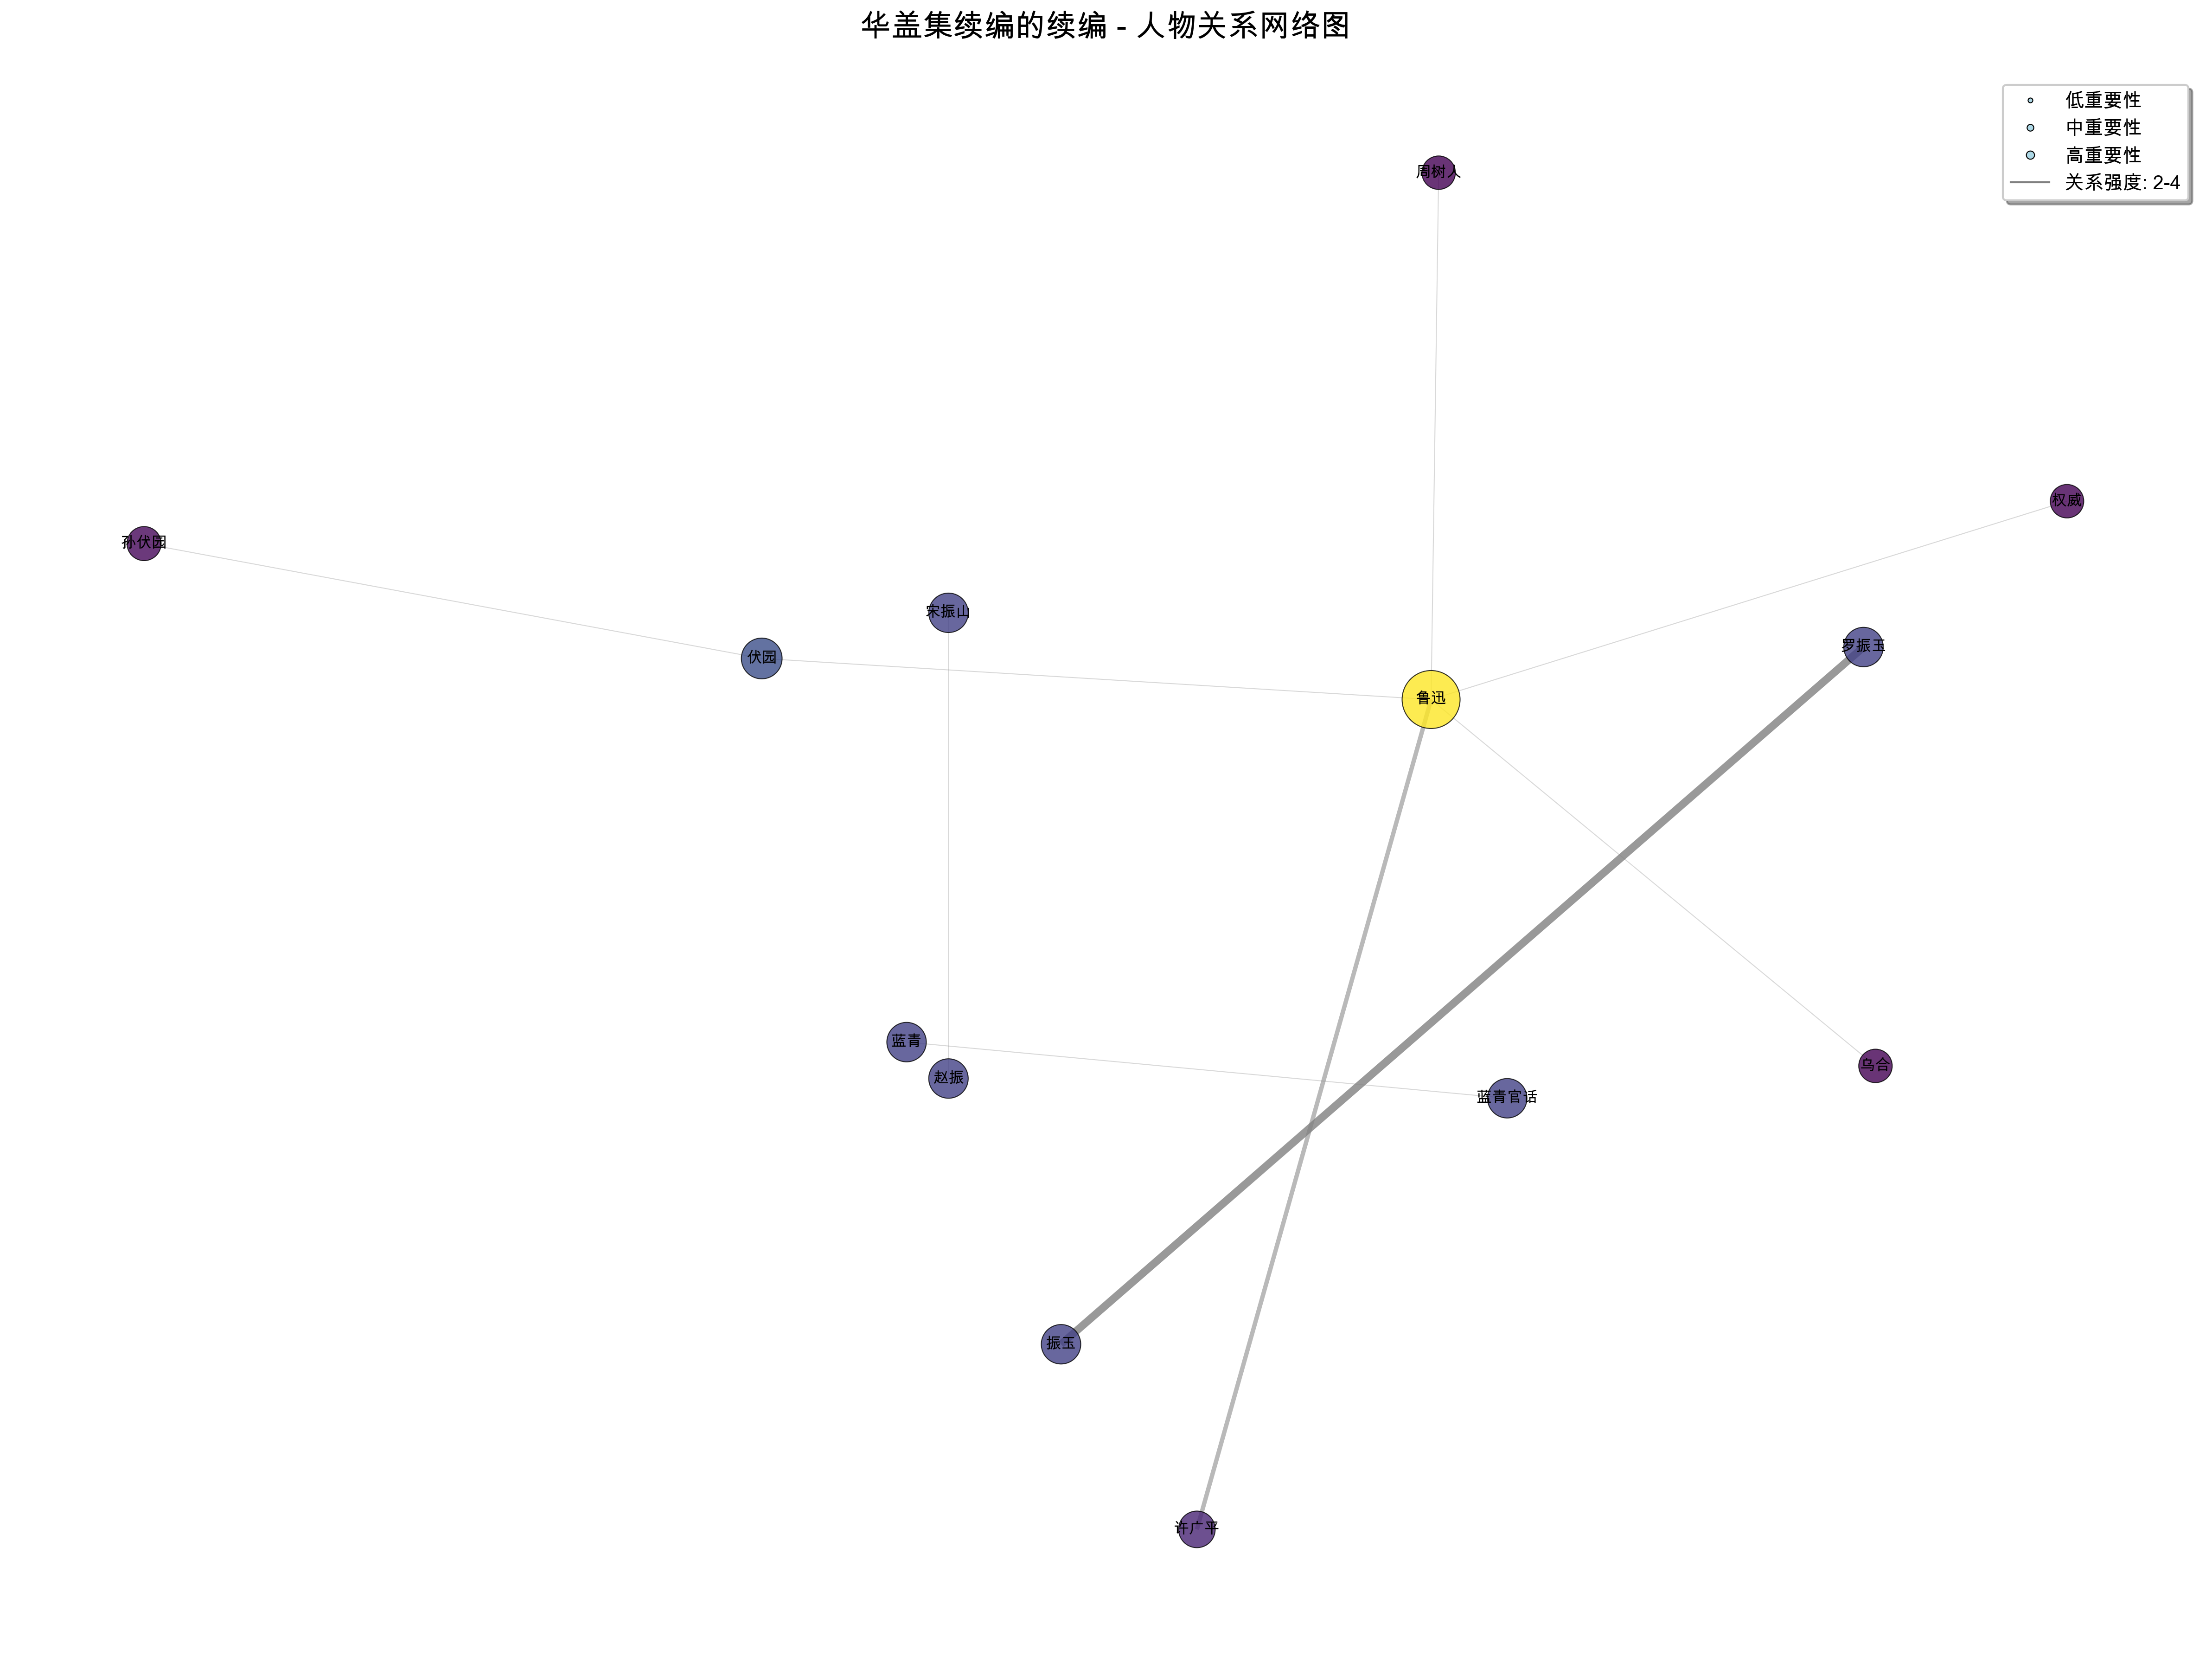 华盖集续编的续编 - 人物关系网络图
低重要性
中重要性
高重要性
关系强度: 2-4
周树人
权威
孙伏园
宋振山
罗振玉
伏园
鲁迅
蓝青
乌合
赵振
蓝青官话
振玉
许广平